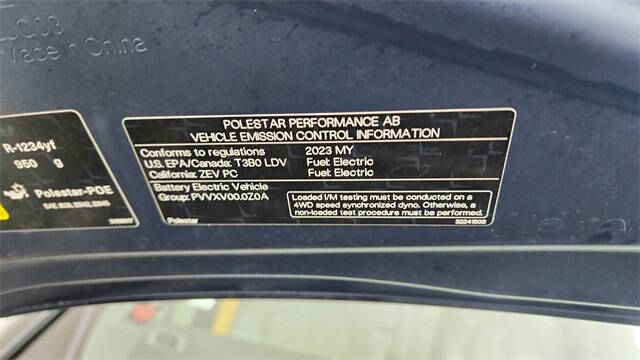 Made in China
R-1234yf
950 g
Polestar-POE
POLESTAR PERFORMANCE AB
VEHICLE EMISSION CONTROL INFORMATION
Conforms to regulations 2023 MY
U.S. EPA/Canada: T3B0 LDV Fuel: Electric
California: ZEV PC Fuel: Electric
Battery Electric Vehicle
Group: PVVXV00.0Z0A
Loaded I/M testing must be conducted on a
4WD speed synchronized dyno. Otherwise, a
non-loaded test procedure must be performed.
Polestar